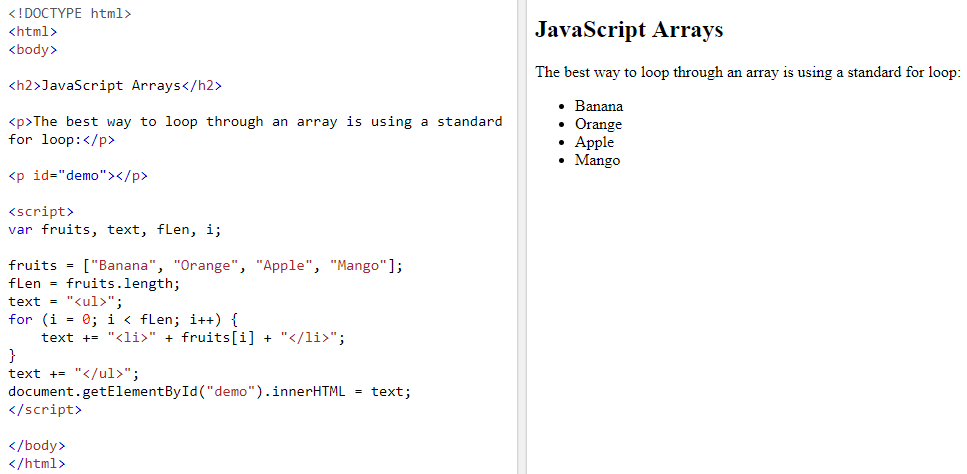 <!DOCTYPE html>
<html>
<body>
<h2>JavaScript Arrays</h2>
<p>The best way to loop through an array is using a standard
for loop:</p>
<p id="demo"></p>
<script>
var fruits, text, fLen, i;
fruits = ["Banana", "Orange", "Apple", "Mango"];
fLen = fruits.length;
text = "<ul>";
for (i = 0; i < fLen; i++) {
    text += "<li>" + fruits[i] + "</li>";
}
text += "</ul>";
document.getElementById("demo").innerHTML = text;
</script>
</body>
</html>
JavaScript Arrays
The best way to loop through an array is using a standard for loop:
• Banana
• Orange
• Apple
• Mango